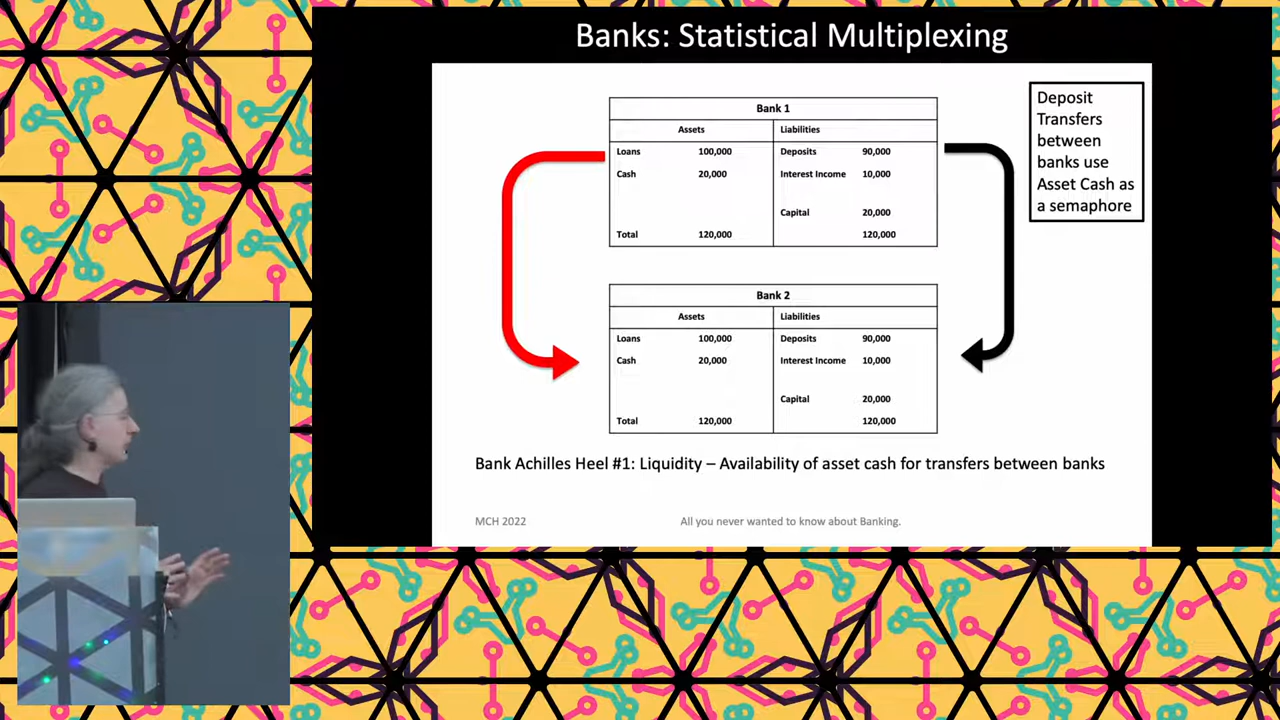 Banks: Statistical Multiplexing
Bank 1
Assets Liabilities
Loans 100,000 Deposits 90,000
Cash 20,000 Interest Income 10,000
Capital 20,000
Total 120,000 120,000
Deposit
Transfers
between
banks use
Asset Cash as
a semaphore
Bank 2
Assets Liabilities
Loans 100,000 Deposits 90,000
Cash 20,000 Interest Income 10,000
Capital 20,000
Total 120,000 120,000
Bank Achilles Heel #1: Liquidity – Availability of asset cash for transfers between banks
MCH 2022 All you never wanted to know about Banking.